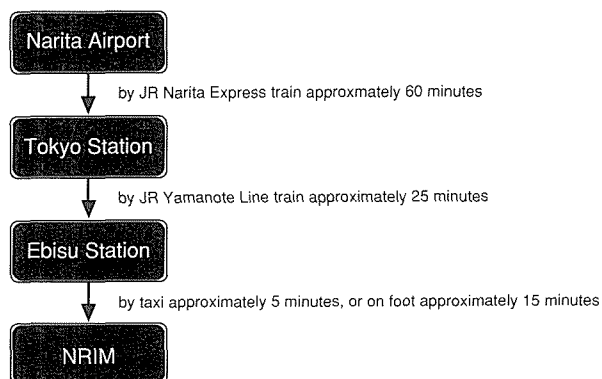 Narita Airport
by JR Narita Express train approxmately 60 minutes
Tokyo Station
by JR Yamanote Line train approximately 25 minutes
Ebisu Station
by taxi approximately 5 minutes, or on foot approximately 15 minutes
NRIM